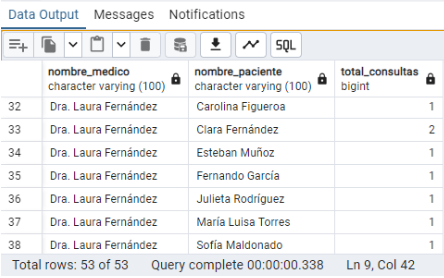 Data Output Messages Notifications
SQL
nombre_medico nombre_paciente total_consultas
character varying (100) character varying (100) bigint
32 Dra. Laura Fernández Carolina Figueroa 1
33 Dra. Laura Fernández Clara Fernández 2
34 Dra. Laura Fernández Esteban Muñoz 1
35 Dra. Laura Fernández Fernando García 1
36 Dra. Laura Fernández Julieta Rodríguez 1
37 Dra. Laura Fernández María Luisa Torres 1
38 Dra. Laura Fernández Sofía Maldonado 1
Total rows: 53 of 53 Query complete 00:00:00.338 Ln 9, Col 42